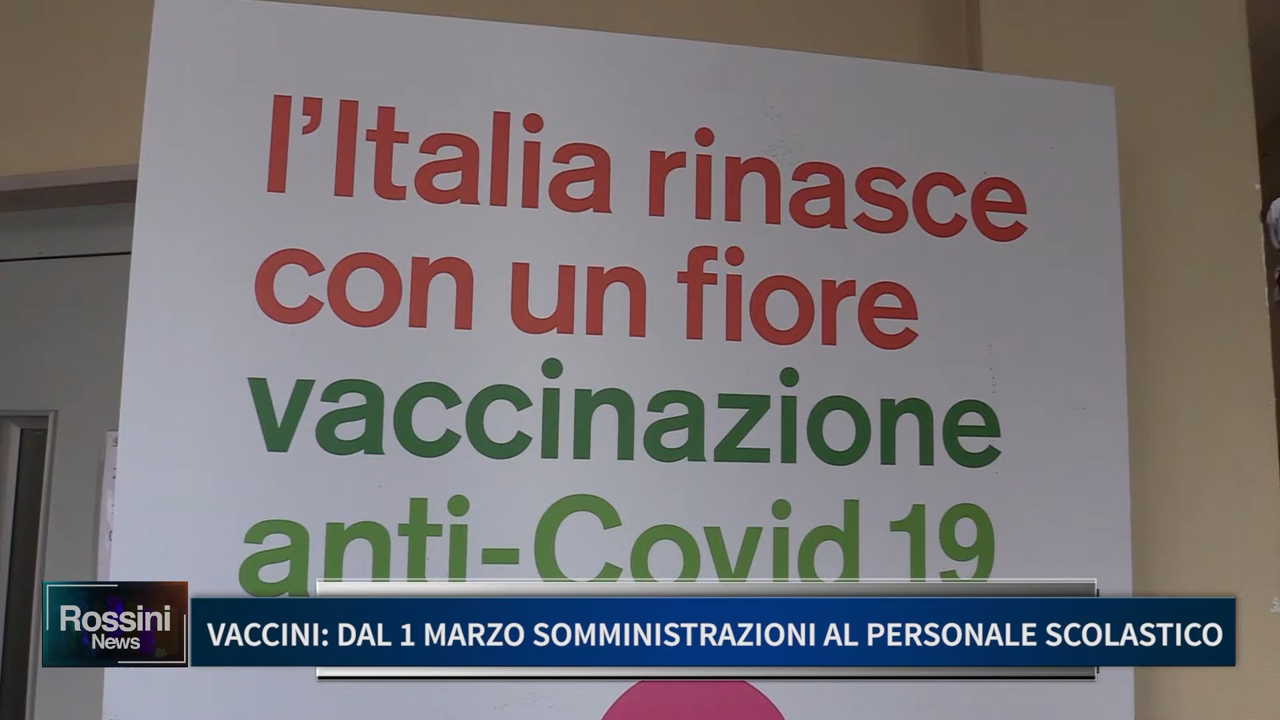 l'Italia rinasce
con un fiore
vaccinazione
anti-Covid 19
Rossini
News
VACCINI: DAL 1 MARZO SOMMINISTRAZIONI AL PERSONALE SCOLASTICO